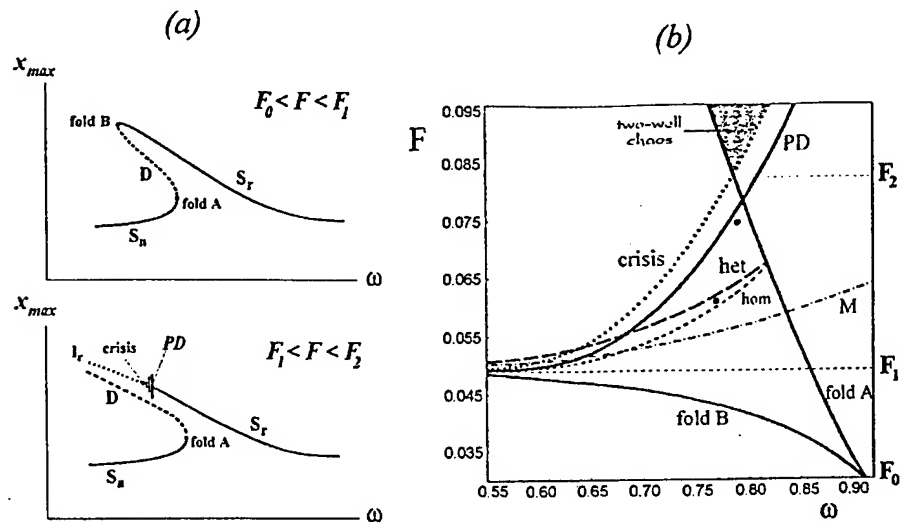 (a)
x_max
F_0 < F < F_1
fold B
D
S_r
fold A
S_n
ω
x_max
crisis
PD
F_1 < F < F_2
I_r
D
S_r
fold A
S_n
ω
(b)
F
0.095
0.085
0.075
0.065
0.055
0.045
0.035
two-well
chaos
PD
F_2
crisis
het
hom
M
F_1
fold A
fold B
F_0
0.55 0.60 0.65 0.70 0.75 0.80 0.85 0.90
ω